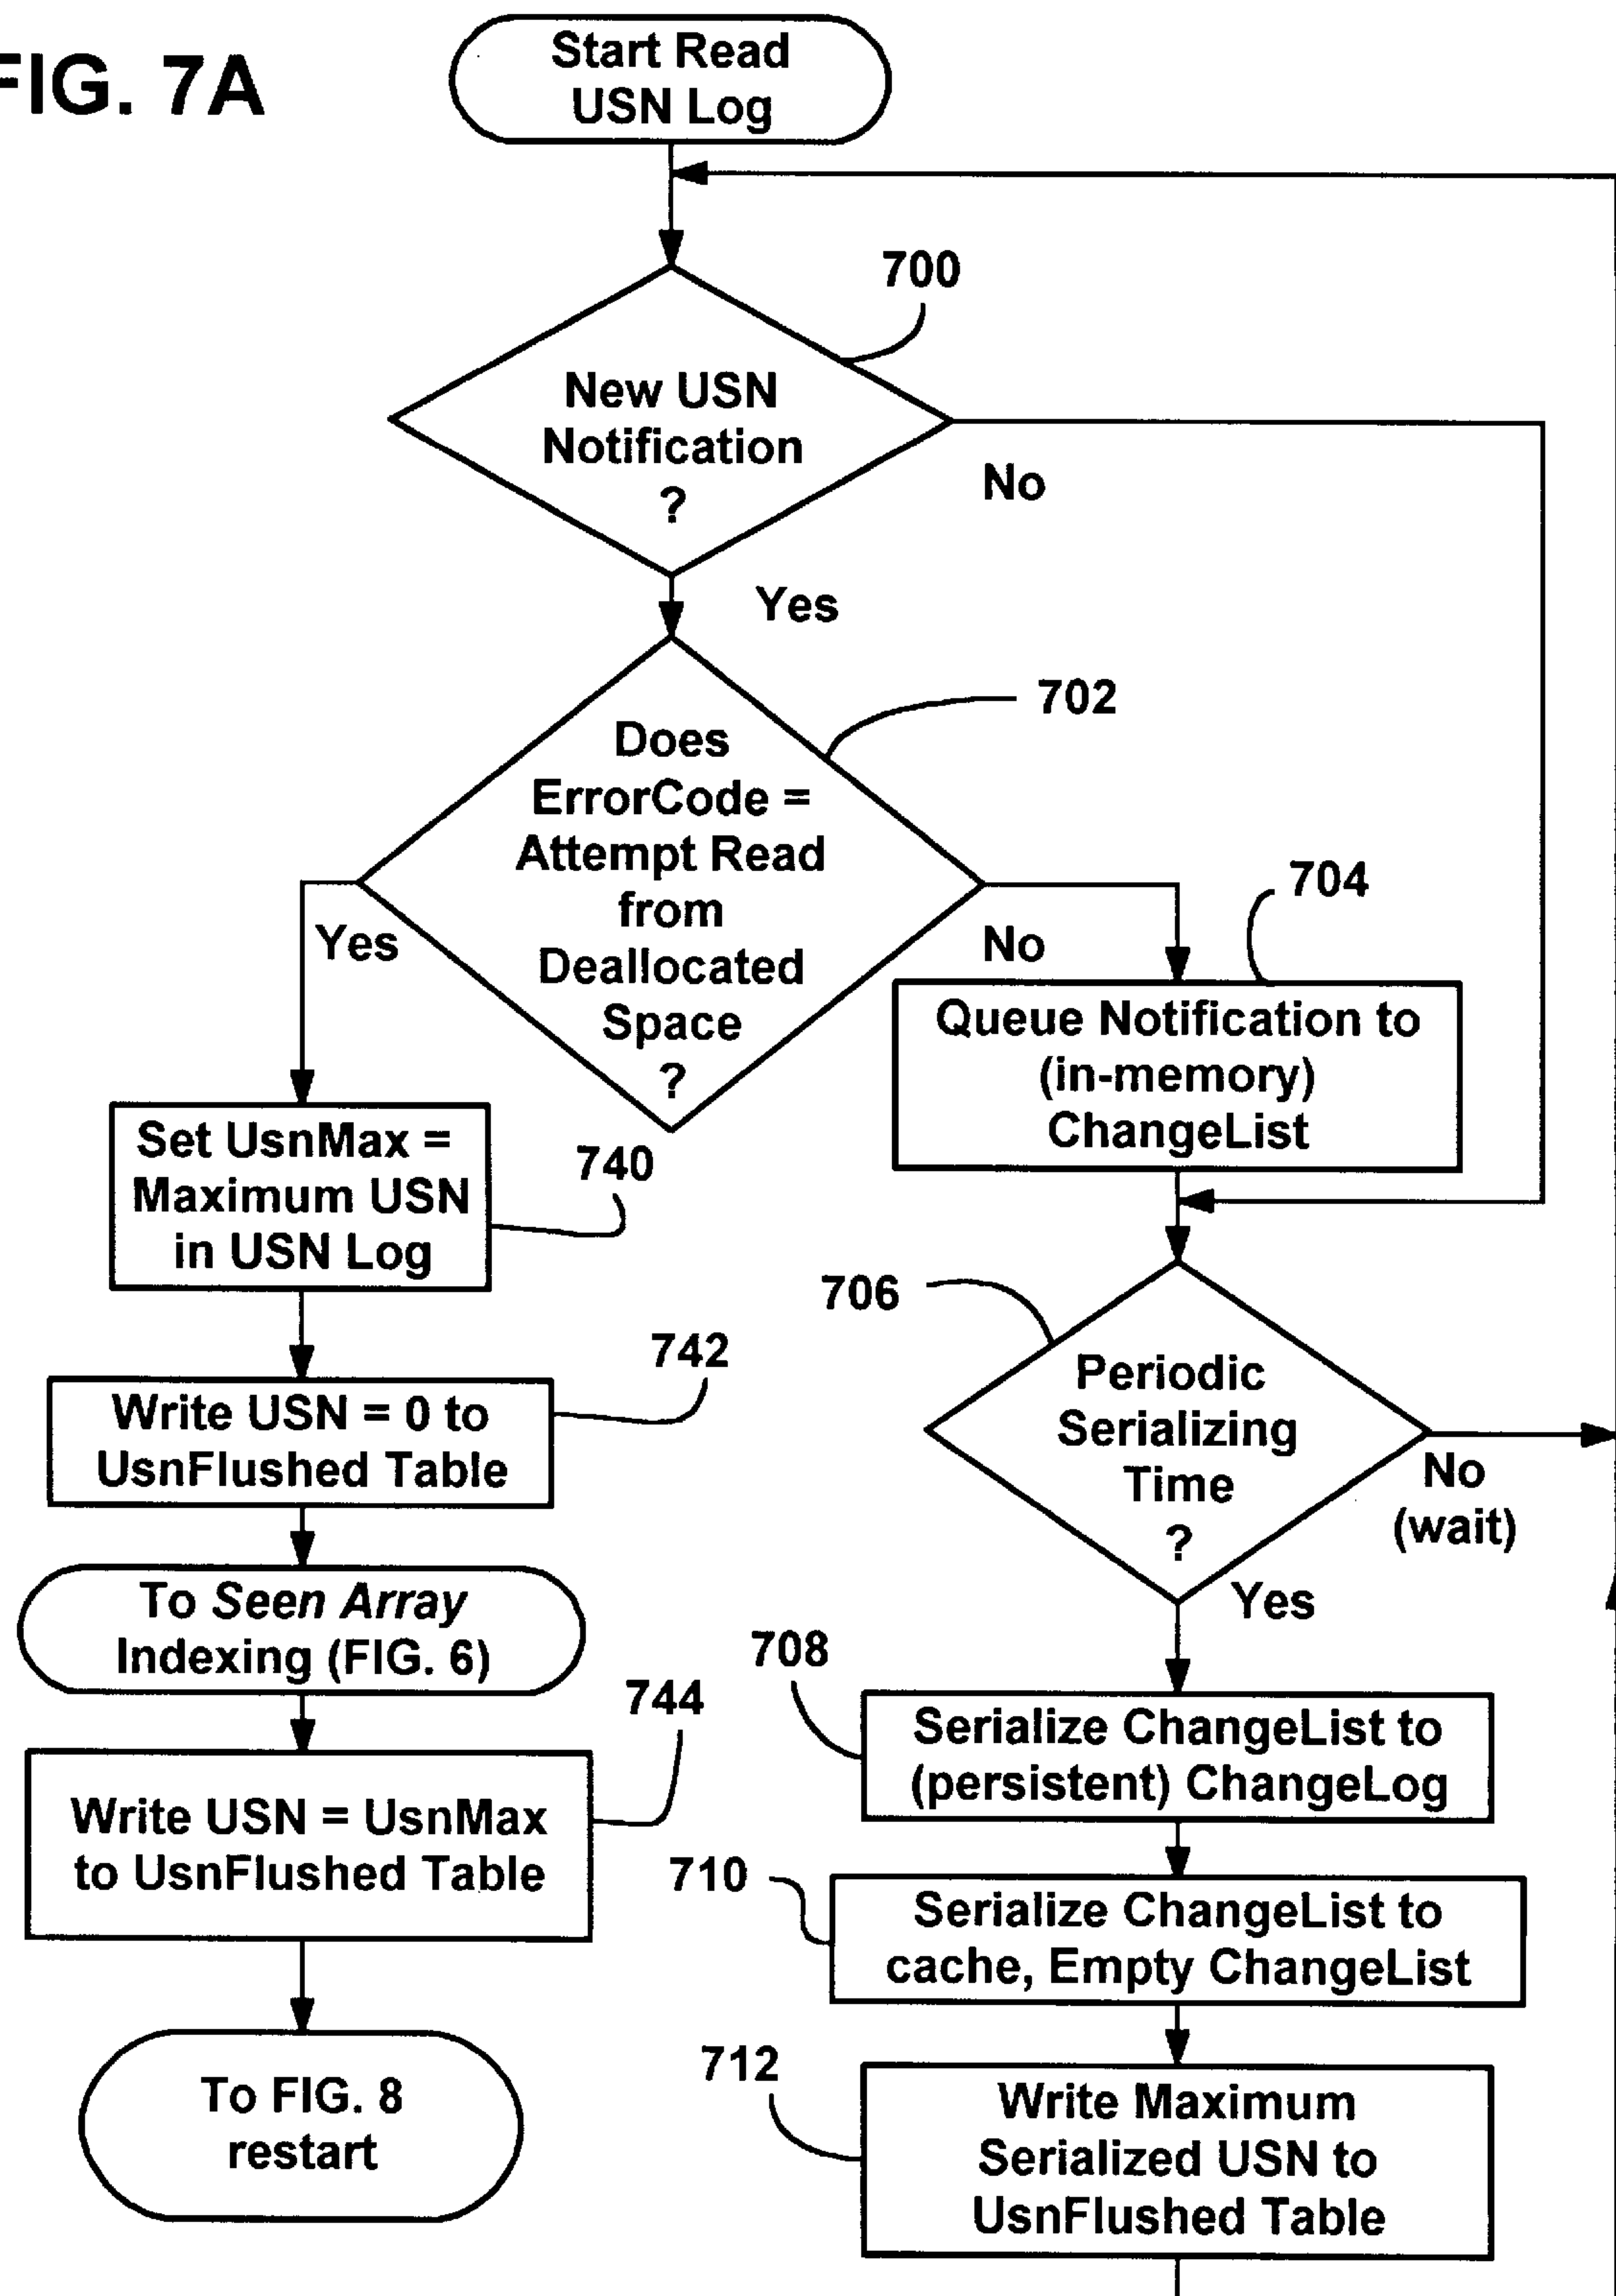 FIG. 7A
Start Read
USN Log
700
New USN
Notification
?
No
Yes
702
Does
ErrorCode =
Attempt Read
from
Deallocated
Space
?
Yes
No
704
Queue Notification to
(in-memory)
ChangeList
Set UsnMax =
Maximum USN
in USN Log
740
706
Periodic
Serializing
Time
?
No
(wait)
Yes
742
Write USN = 0 to
UsnFlushed Table
To Seen Array
Indexing (FIG. 6)
744
Write USN = UsnMax
to UsnFlushed Table
To FIG. 8
restart
708
Serialize ChangeList to
(persistent) ChangeLog
710
Serialize ChangeList to
cache, Empty ChangeList
712
Write Maximum
Serialized USN to
UsnFlushed Table